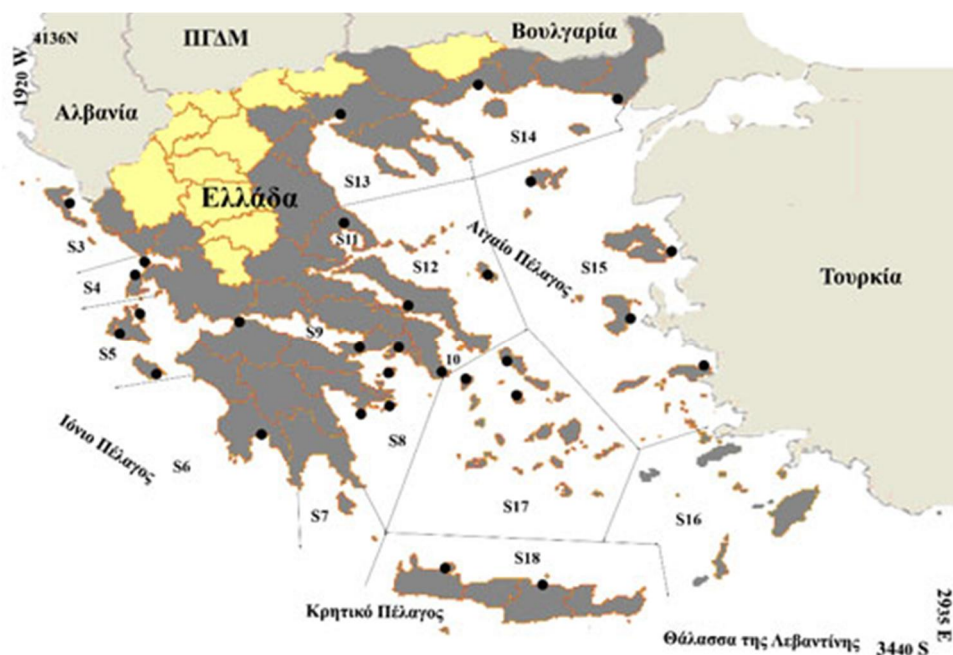 4136N
1920 W
ΠΓΔΜ
Βουλγαρία
Αλβανία
Ελλάδα
S14
S13
S3
S11
S12
Αιγαίο Πέλαγος
S15
Τουρκία
S4
S5
S9
10
S8
Ιόνιο Πέλαγος
S6
S7
S17
S16
S18
Κρητικό Πέλαγος
Θάλασσα της Λεβαντίνης
3440 S
2935 E